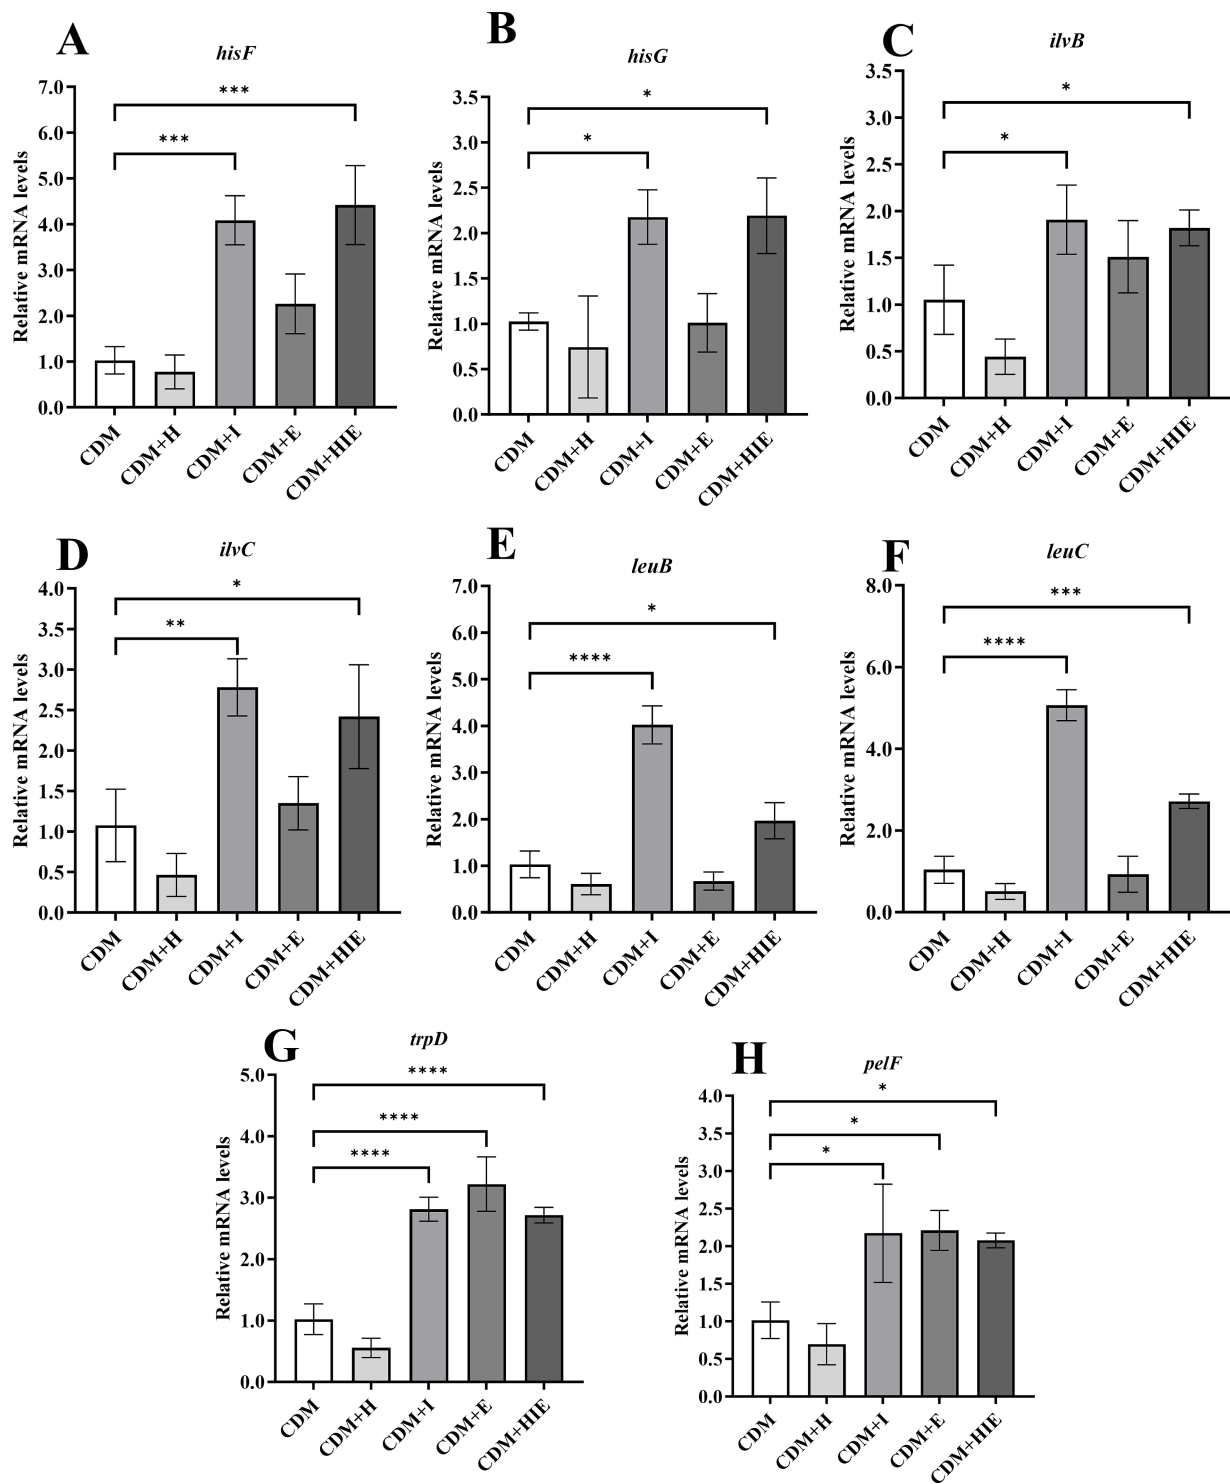 A
hisF
Relative mRNA levels
7.0
6.0
5.0
4.0
3.0
2.0
1.0
0.0
***
***
CDM
CDM+H
CDM+I
CDM+E
CDM+HIE
B
hisG
Relative mRNA levels
3.5
3.0
2.5
2.0
1.5
1.0
0.5
0.0
*
*
CDM
CDM+H
CDM+I
CDM+E
CDM+HIE
C
ilvB
Relative mRNA levels
3.5
3.0
2.5
2.0
1.5
1.0
0.5
0.0
*
*
CDM
CDM+H
CDM+I
CDM+E
CDM+HIE
D
ilvC
Relative mRNA levels
4.0
3.5
3.0
2.5
2.0
1.5
1.0
0.5
0.0
*
**
CDM
CDM+H
CDM+I
CDM+E
CDM+HIE
E
leuB
Relative mRNA levels
7.0
6.0
5.0
4.0
3.0
2.0
1.0
0.0
*
****
CDM
CDM+H
CDM+I
CDM+E
CDM+HIE
F
leuC
Relative mRNA levels
8.0
6.0
4.0
2.0
0.0
***
****
CDM
CDM+H
CDM+I
CDM+E
CDM+HIE
G
trpD
Relative mRNA levels
5.0
4.0
3.0
2.0
1.0
0.0
****
****
****
CDM
CDM+H
CDM+I
CDM+E
CDM+HIE
H
pelF
Relative mRNA levels
4.0
3.5
3.0
2.5
2.0
1.5
1.0
0.5
0.0
*
*
*
CDM
CDM+H
CDM+I
CDM+E
CDM+HIE